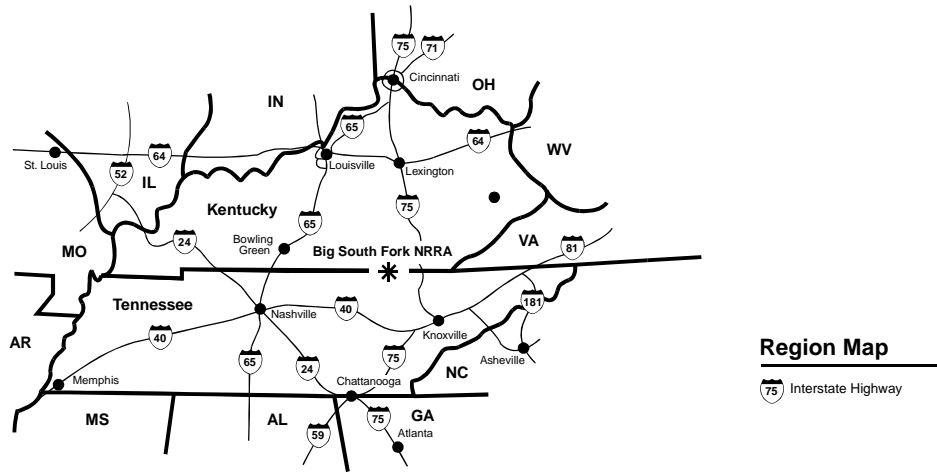 75
71
Cincinnati
OH
IN
65
64
WV
St. Louis
64
Louisville
Lexington
52
IL
Kentucky
75
65
24
Bowling
Green
Big South Fork NRRA
VA
81
MO
Tennessee
Nashville
40
181
Knoxville
AR
40
65
24
75
Asheville
Memphis
Chattanooga
NC
MS
AL
59
75
GA
Atlanta
Region Map
75 Interstate Highway